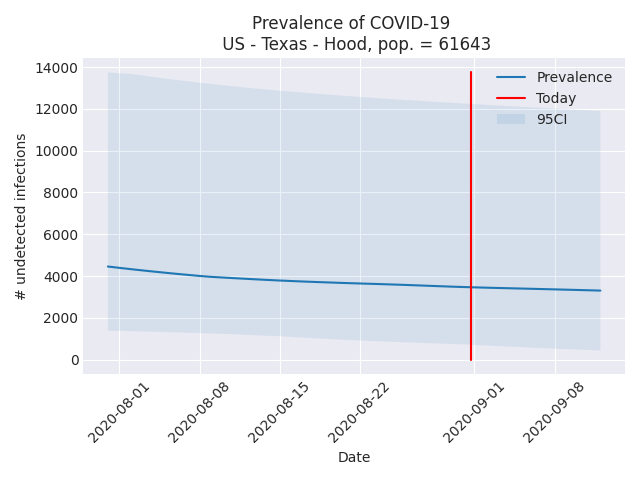 Prevalence of COVID-19
US - Texas - Hood, pop. = 61643
14000
12000
10000
8000
6000
4000
2000
0
# undetected infections
Prevalence
Today
95CI
2020-08-01
2020-08-08
2020-08-15
2020-08-22
2020-09-01
2020-09-08
Date